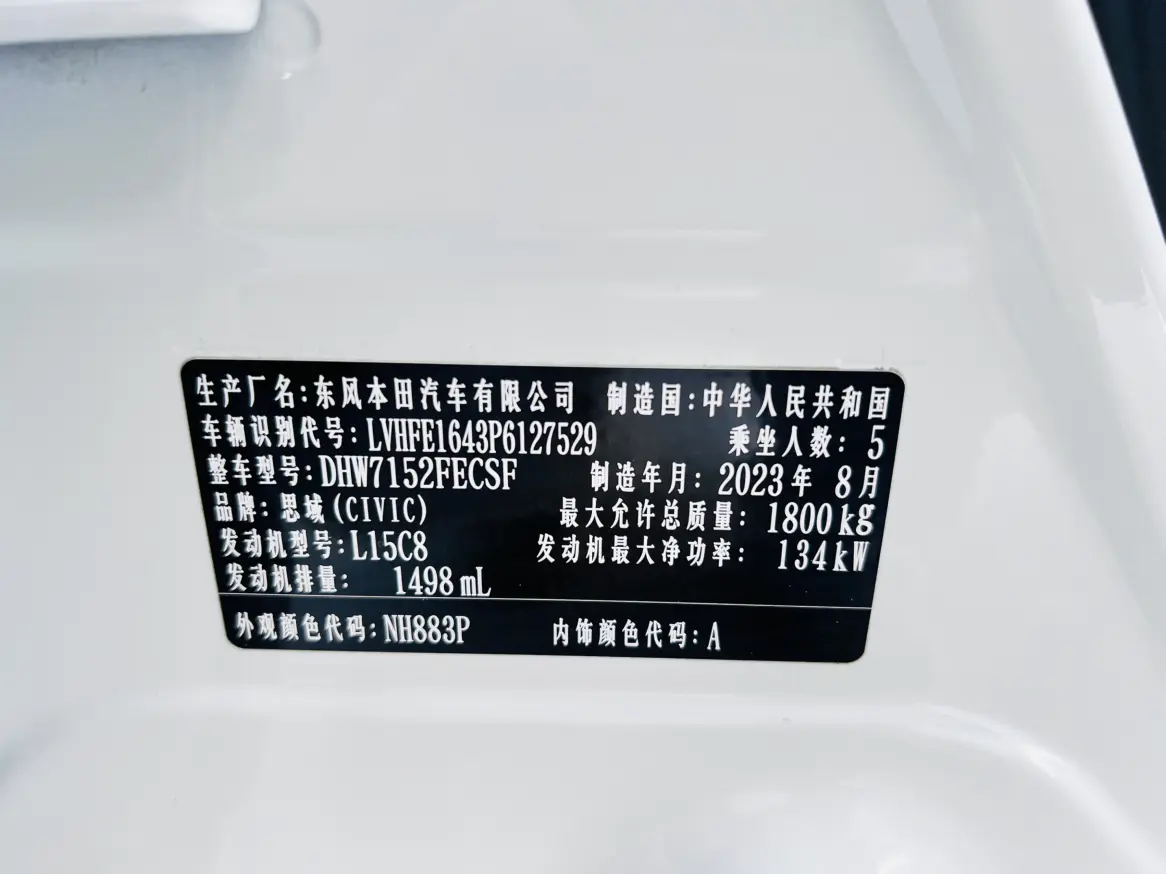 生产厂名:东风本田汽车有限公司 制造国:中华人民共和国
车辆识别代号:LVHFE1643P6127529 乘坐人数:5
整车型号:DHW7152FECSF 制造年月:2023年 8月
品牌:思域(CIVIC) 最大允许总质量:1800kg
发动机型号:L15C8 发动机最大净功率:134kW
发动机排量: 1498mL
外观颜色代码:NH883P 内饰颜色代码:A